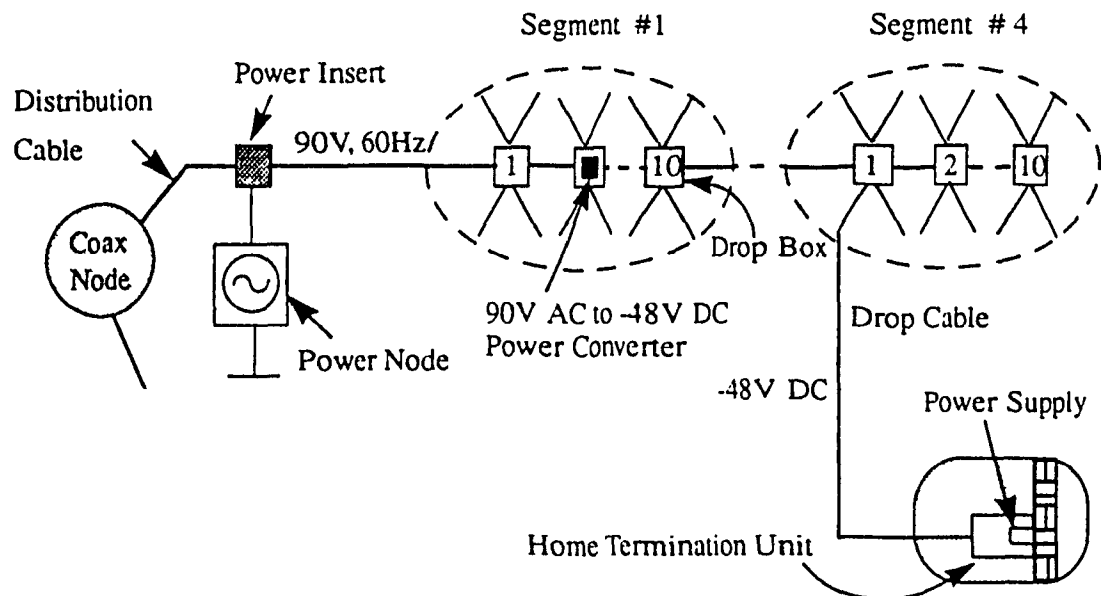 Segment #1
Segment # 4
Power Insert
Distribution
Cable
90V, 60Hz/
1
10
1
2
10
Coax
Node
Drop Box
90V AC to -48V DC
Power Converter
Drop Cable
Power Node
-48V DC
Power Supply
Home Termination Unit